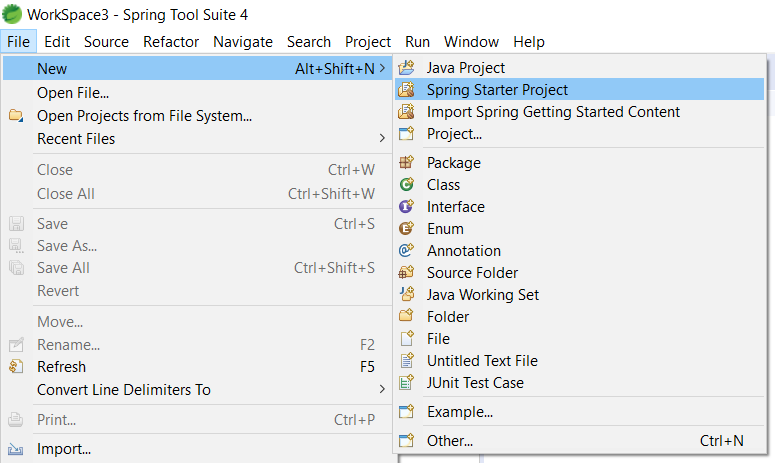 WorkSpace3 - Spring Tool Suite 4
File Edit Source Refactor Navigate Search Project Run Window Help
New Alt+Shift+N
Open File...
Open Projects from File System...
Recent Files
Close Ctrl+W
Close All Ctrl+Shift+W
Save Ctrl+S
Save As...
Save All Ctrl+Shift+S
Revert
Move...
Rename... F2
Refresh F5
Convert Line Delimiters To
Print... Ctrl+P
Import...
Java Project
Spring Starter Project
Import Spring Getting Started Content
Project...
Package
Class
Interface
Enum
Annotation
Source Folder
Java Working Set
Folder
File
Untitled Text File
JUnit Test Case
Example...
Other... Ctrl+N